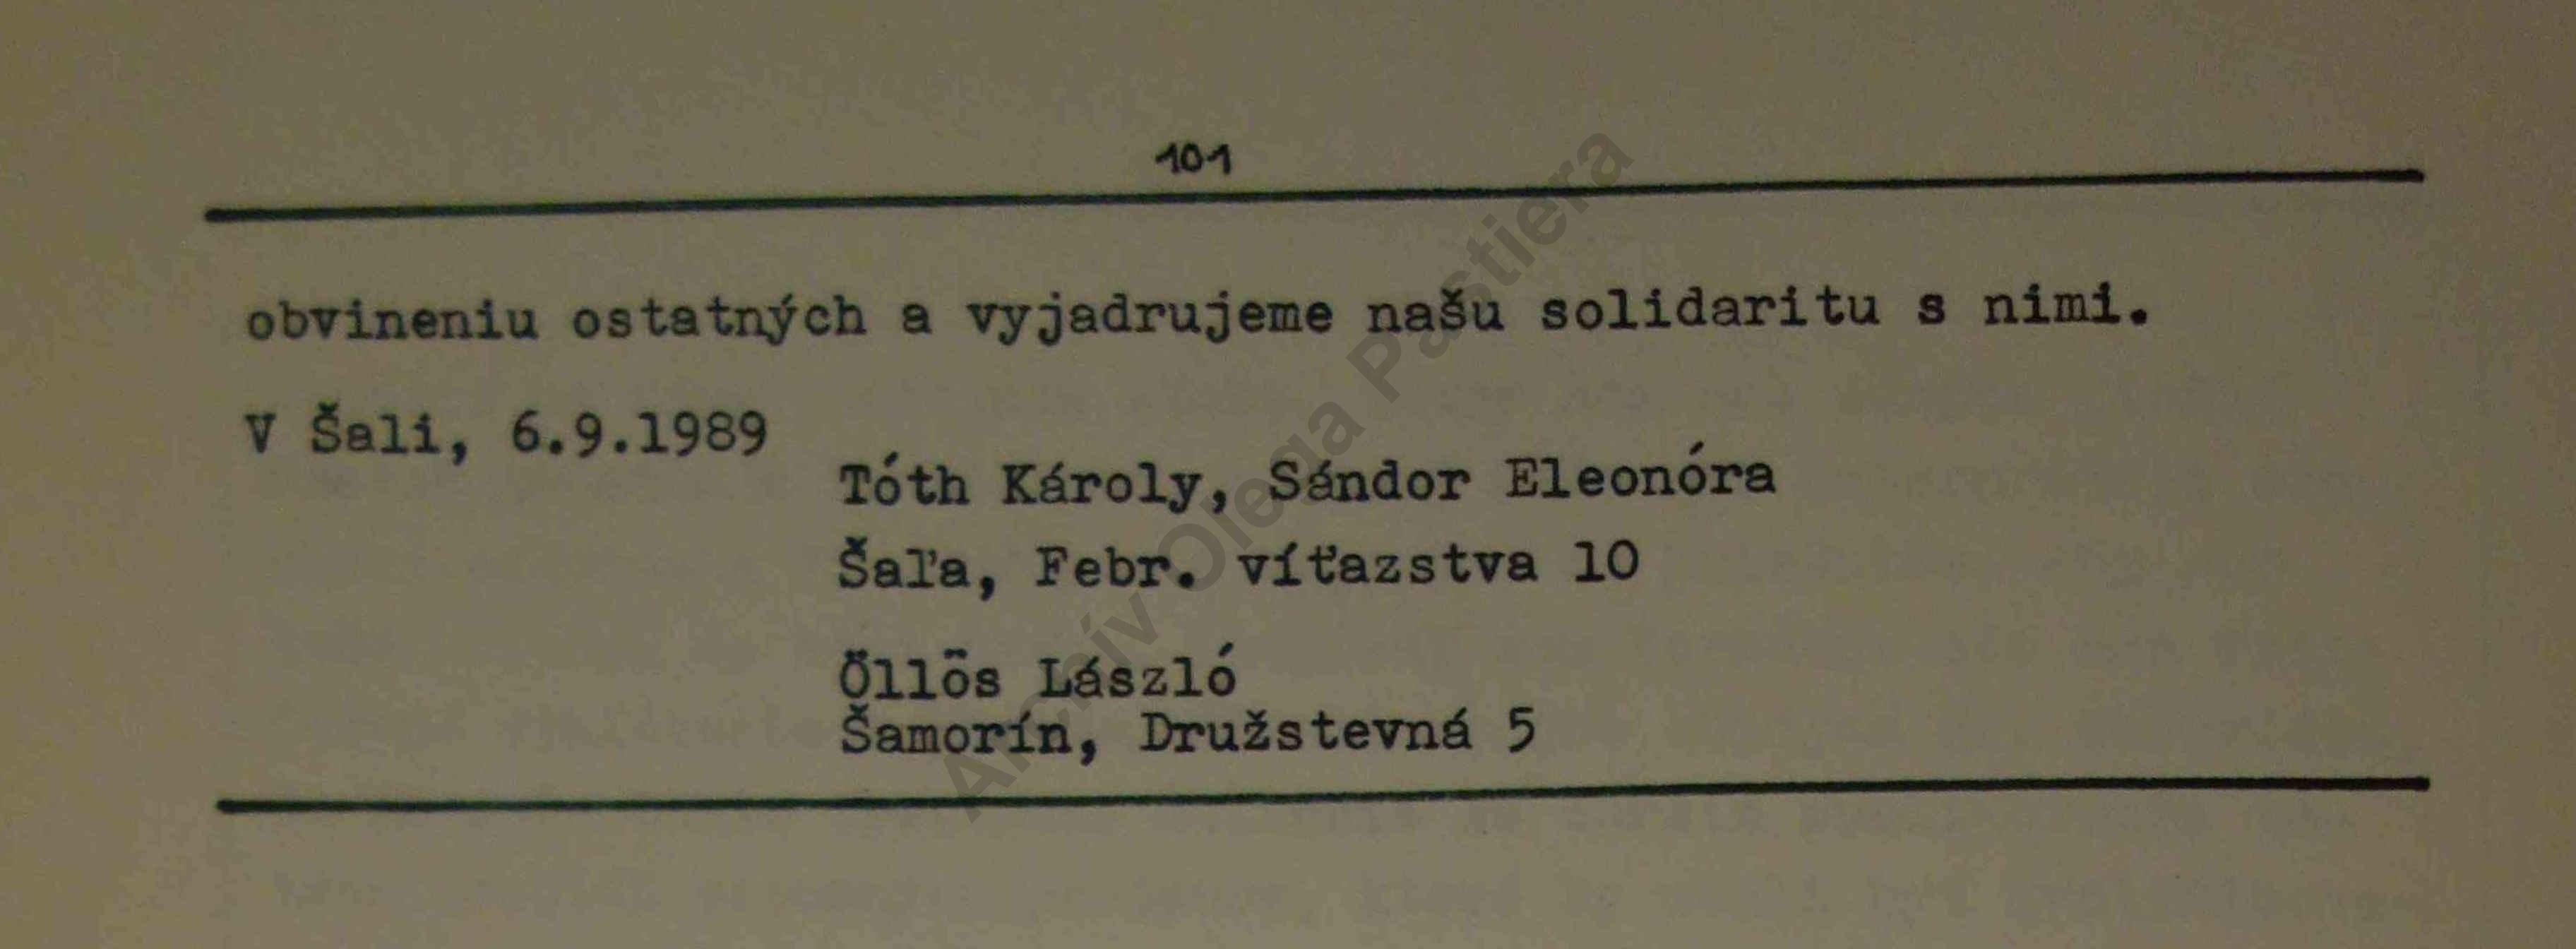 101
obvineniu ostatných a vyjadrujeme našu solidaritu s nimi.
V Šali, 6.9.1989
Tóth Károly, Sándor Eleonóra
Šaľa, Febr. víťazstva 10
Öllös László
Šamorín, Družstevná 5
Archív Olega Pastiera